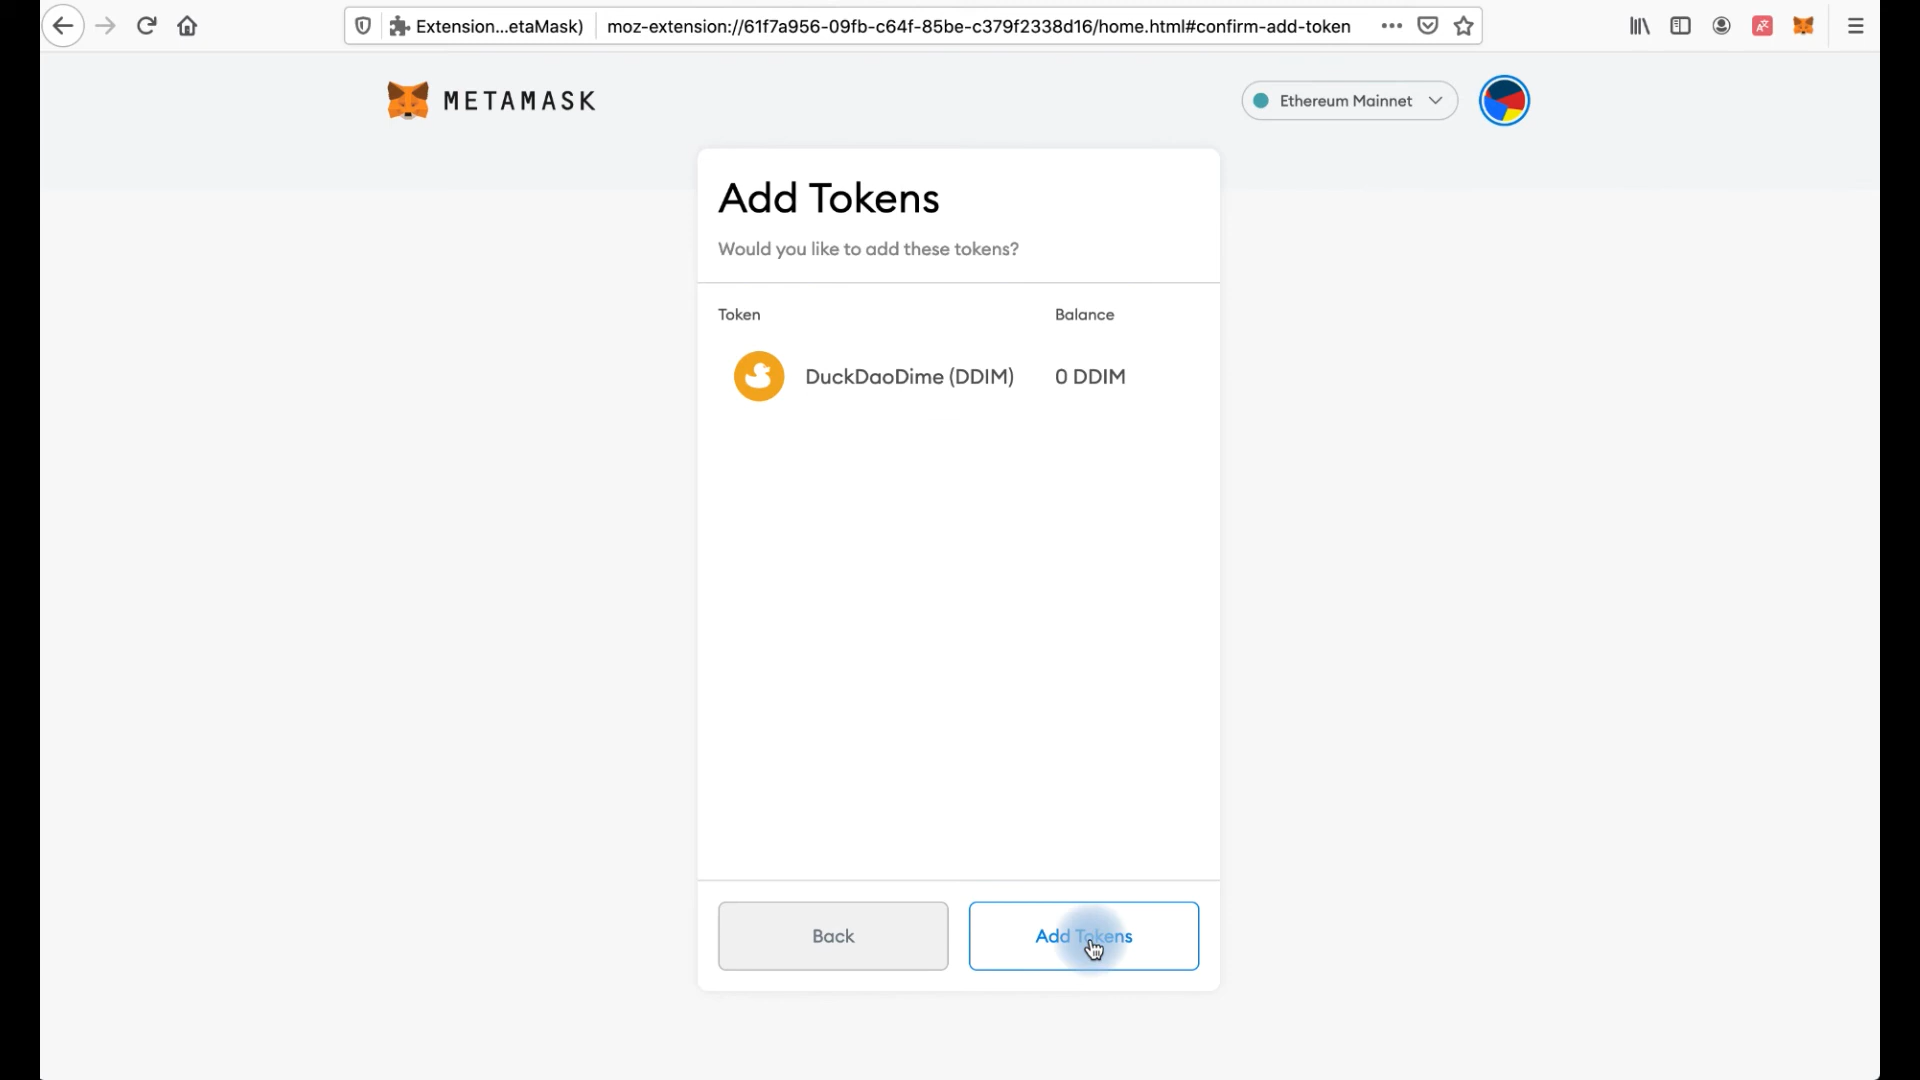 Extension...etaMask)
moz-extension://61f7a956-09fb-c64f-85be-c379f2338d16/home.html#confirm-add-token
METAMASK
Ethereum Mainnet
Add Tokens
Would you like to add these tokens?
Token Balance
DuckDaoDime (DDIM) 0 DDIM
Back
Add Tokens